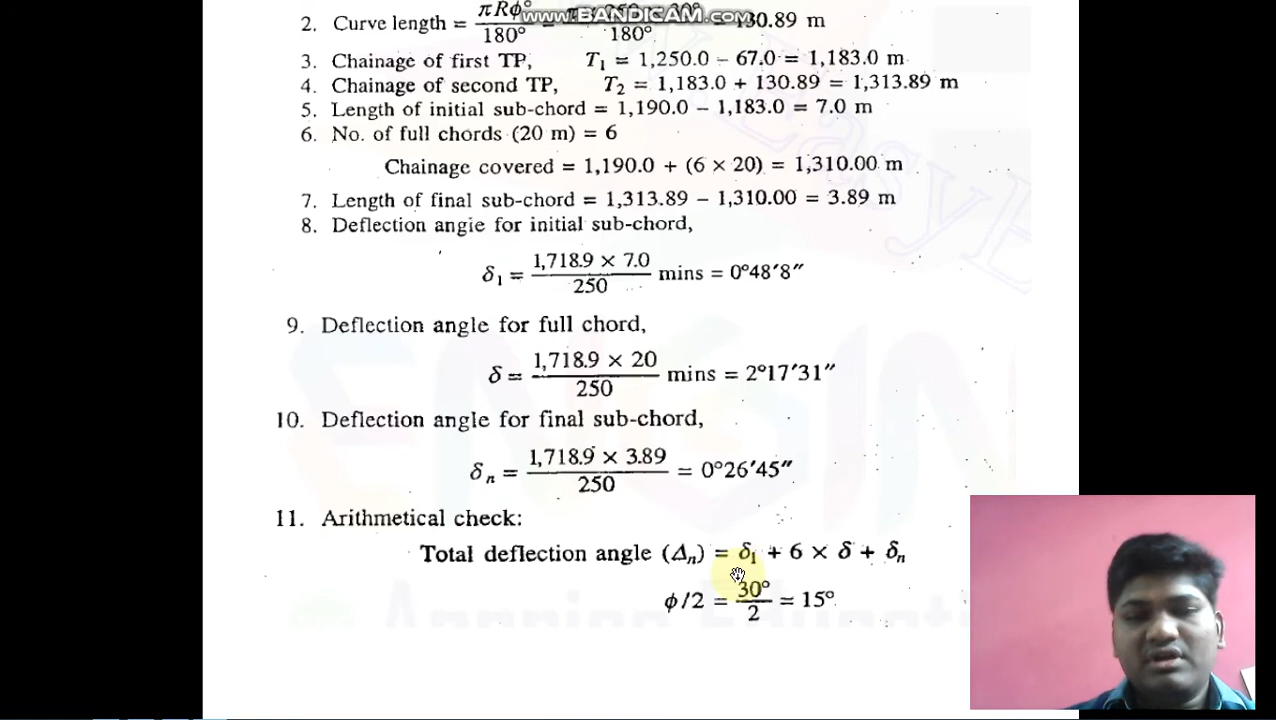 www.BANDICAM.com
2. Curve length = πRϕ°/180° = 180° = 130.89 m
3. Chainage of first TP, T₁ = 1,250.0 − 67.0 = 1,183.0 m
4. Chainage of second TP, T₂ = 1,183.0 + 130.89 = 1,313.89 m
5. Length of initial sub-chord = 1,190.0 − 1,183.0 = 7.0 m
6. No. of full chords (20 m) = 6
Chainage covered = 1,190.0 + (6 × 20) = 1,310.00 m
7. Length of final sub-chord = 1,313.89 − 1,310.00 = 3.89 m
8. Deflection angie for initial sub-chord,
δ₁ = 1,718.9 × 7.0 / 250 mins = 0°48′8″
9. Deflection angle for full chord,
δ = 1,718.9 × 20 / 250 mins = 2°17′31″
10. Deflection angle for final sub-chord,
δₙ = 1,718.9 × 3.89 / 250 = 0°26′45″
11. Arithmetical check:
Total deflection angle (Δₙ) = δ₁ + 6 × δ + δₙ
ϕ/2 = 30°/2 = 15°